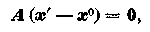 A (x′ — x⁰) = 0,